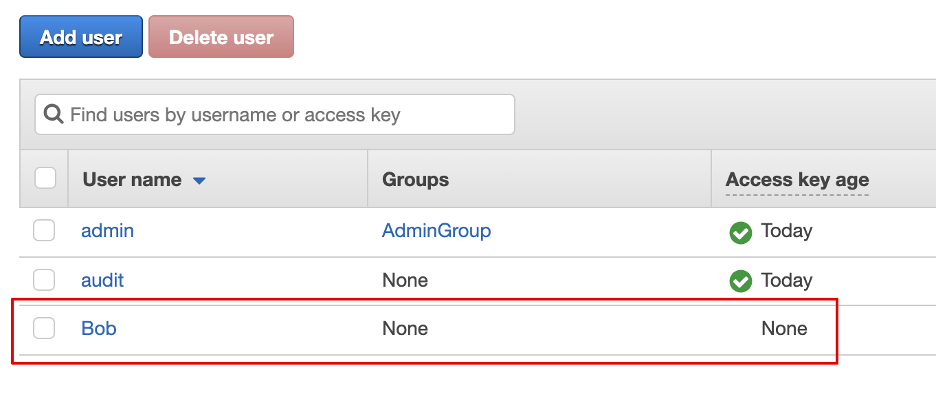 Add user Delete user
Find users by username or access key
User name Groups Access key age
admin AdminGroup Today
audit None Today
Bob None None